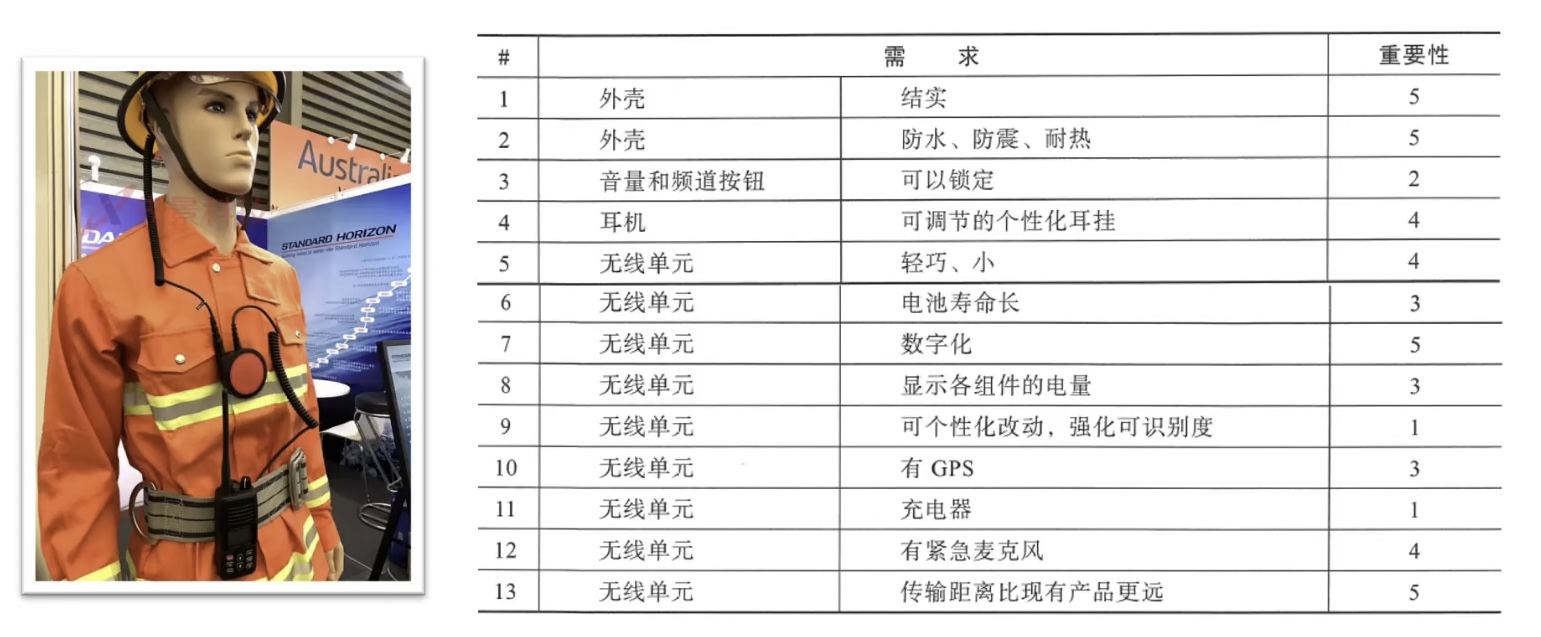 Australi
DA
STANDARD HORIZON
# 需 求 重要性
1 外壳 结实 5
2 外壳 防水、防震、耐热 5
3 音量和频道按钮 可以锁定 2
4 耳机 可调节的个性化耳挂 4
5 无线单元 轻巧、小 4
6 无线单元 电池寿命长 3
7 无线单元 数字化 5
8 无线单元 显示各组件的电量 3
9 无线单元 可个性化改动，强化可识别度 1
10 无线单元 有 GPS 3
11 无线单元 充电器 1
12 无线单元 有紧急麦克风 4
13 无线单元 传输距离比现有产品更远 5